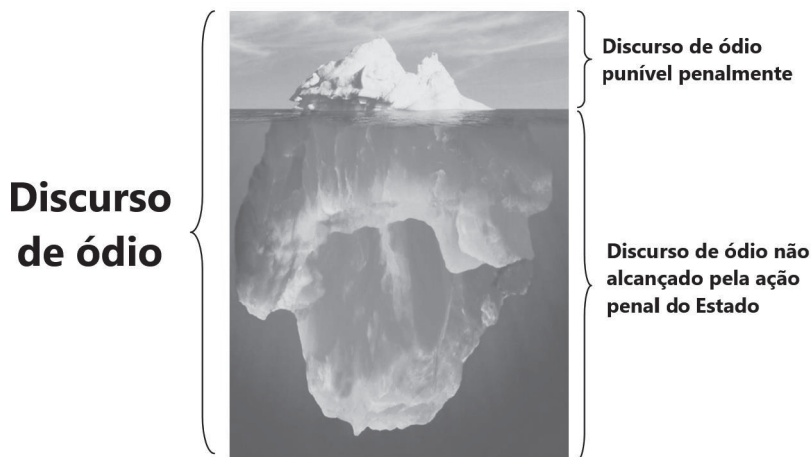 Discurso
de ódio
Discurso de ódio
punível penalmente
Discurso de ódio não
alcançado pela ação
penal do Estado